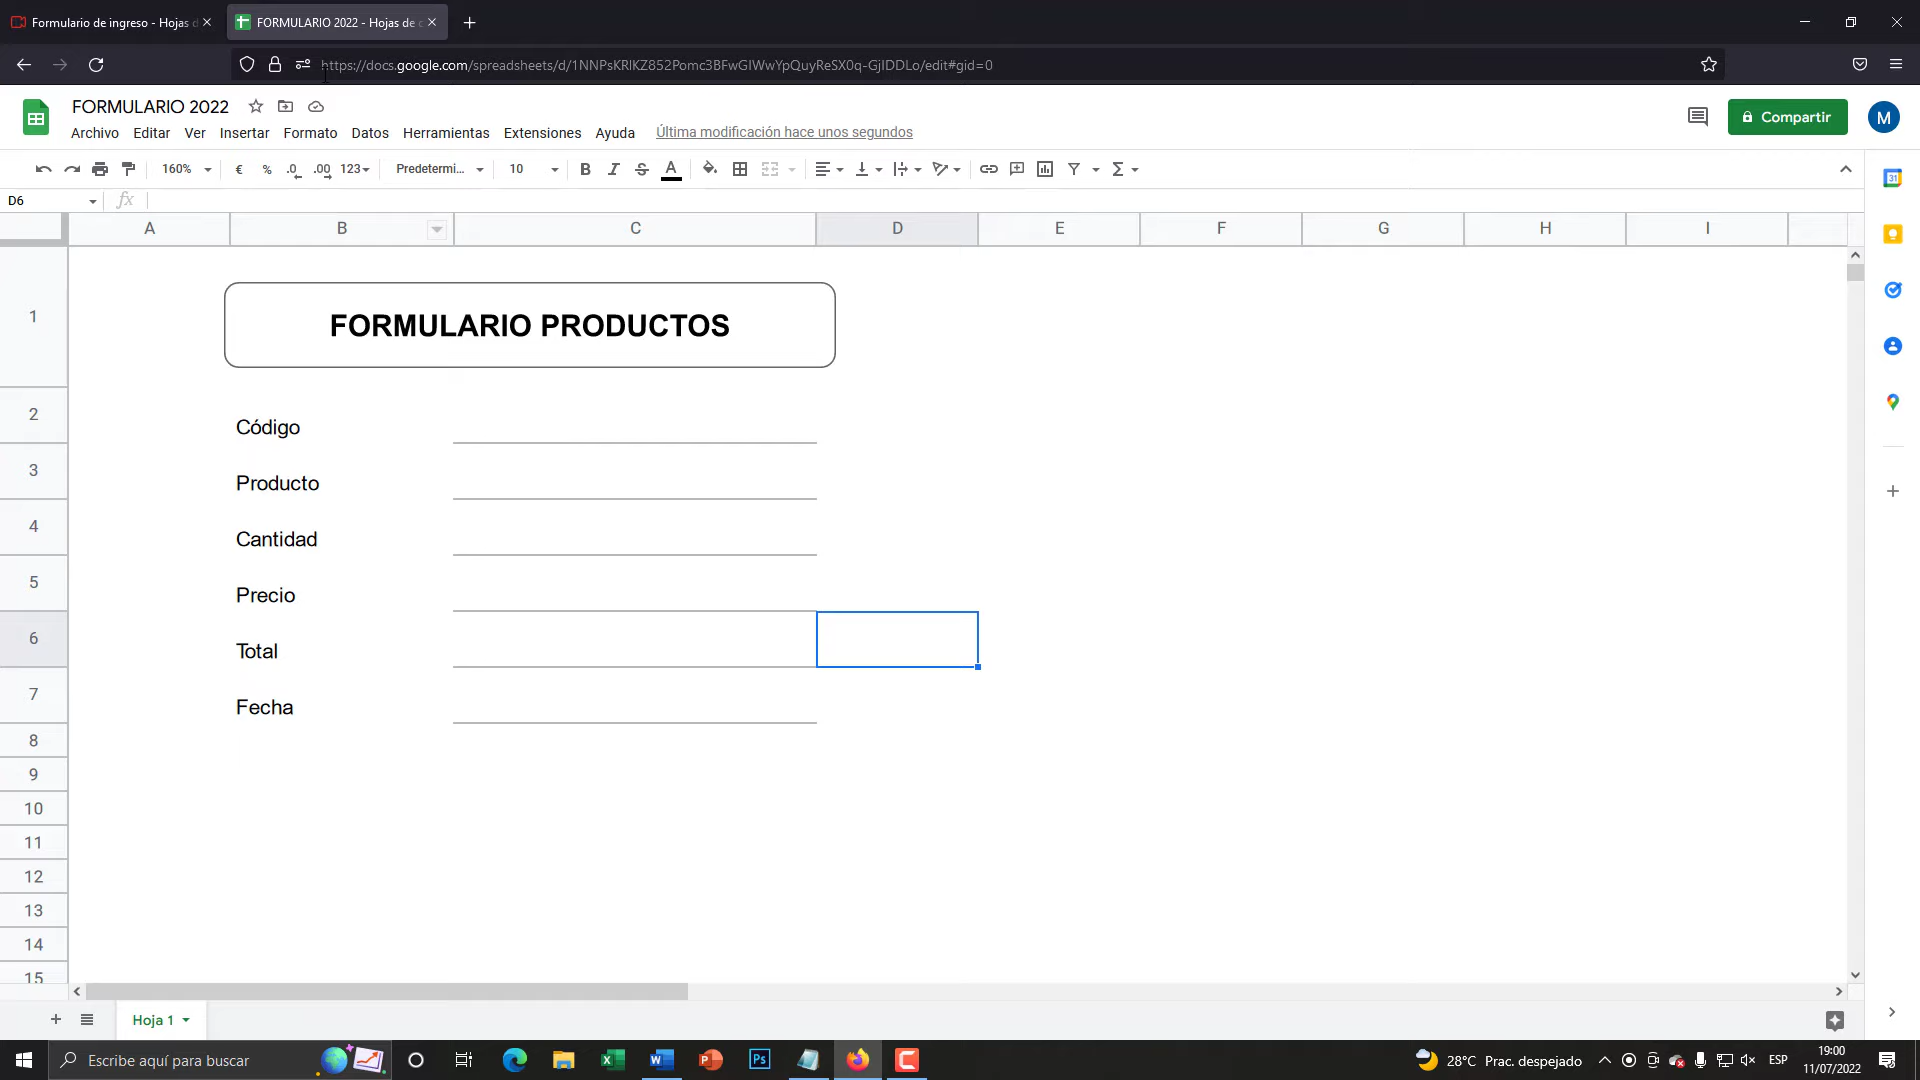 Formulario de ingreso - Hojas d
FORMULARIO 2022 - Hojas de c
https://docs.google.com/spreadsheets/d/1NNPsKRlKZ852Pomc3BFwGIWwYpQuyReSX0q-GjIDDLo/edit#gid=0
FORMULARIO 2022
Archivo Editar Ver Insertar Formato Datos Herramientas Extensiones Ayuda Última modificación hace unos segundos
Compartir
M
160% € % .0 .00 123 Predetermi... 10 B I S A Σ
31
D6 fx
A B C D E F G H I
1 FORMULARIO PRODUCTOS
2 Código
3 Producto
4 Cantidad
5 Precio
6 Total
7 Fecha
8
9
10
11
12
13
14
15
Hoja 1
Escribe aquí para buscar
Ps
28°C Prac. despejado
ESP
19:00
11/07/2022